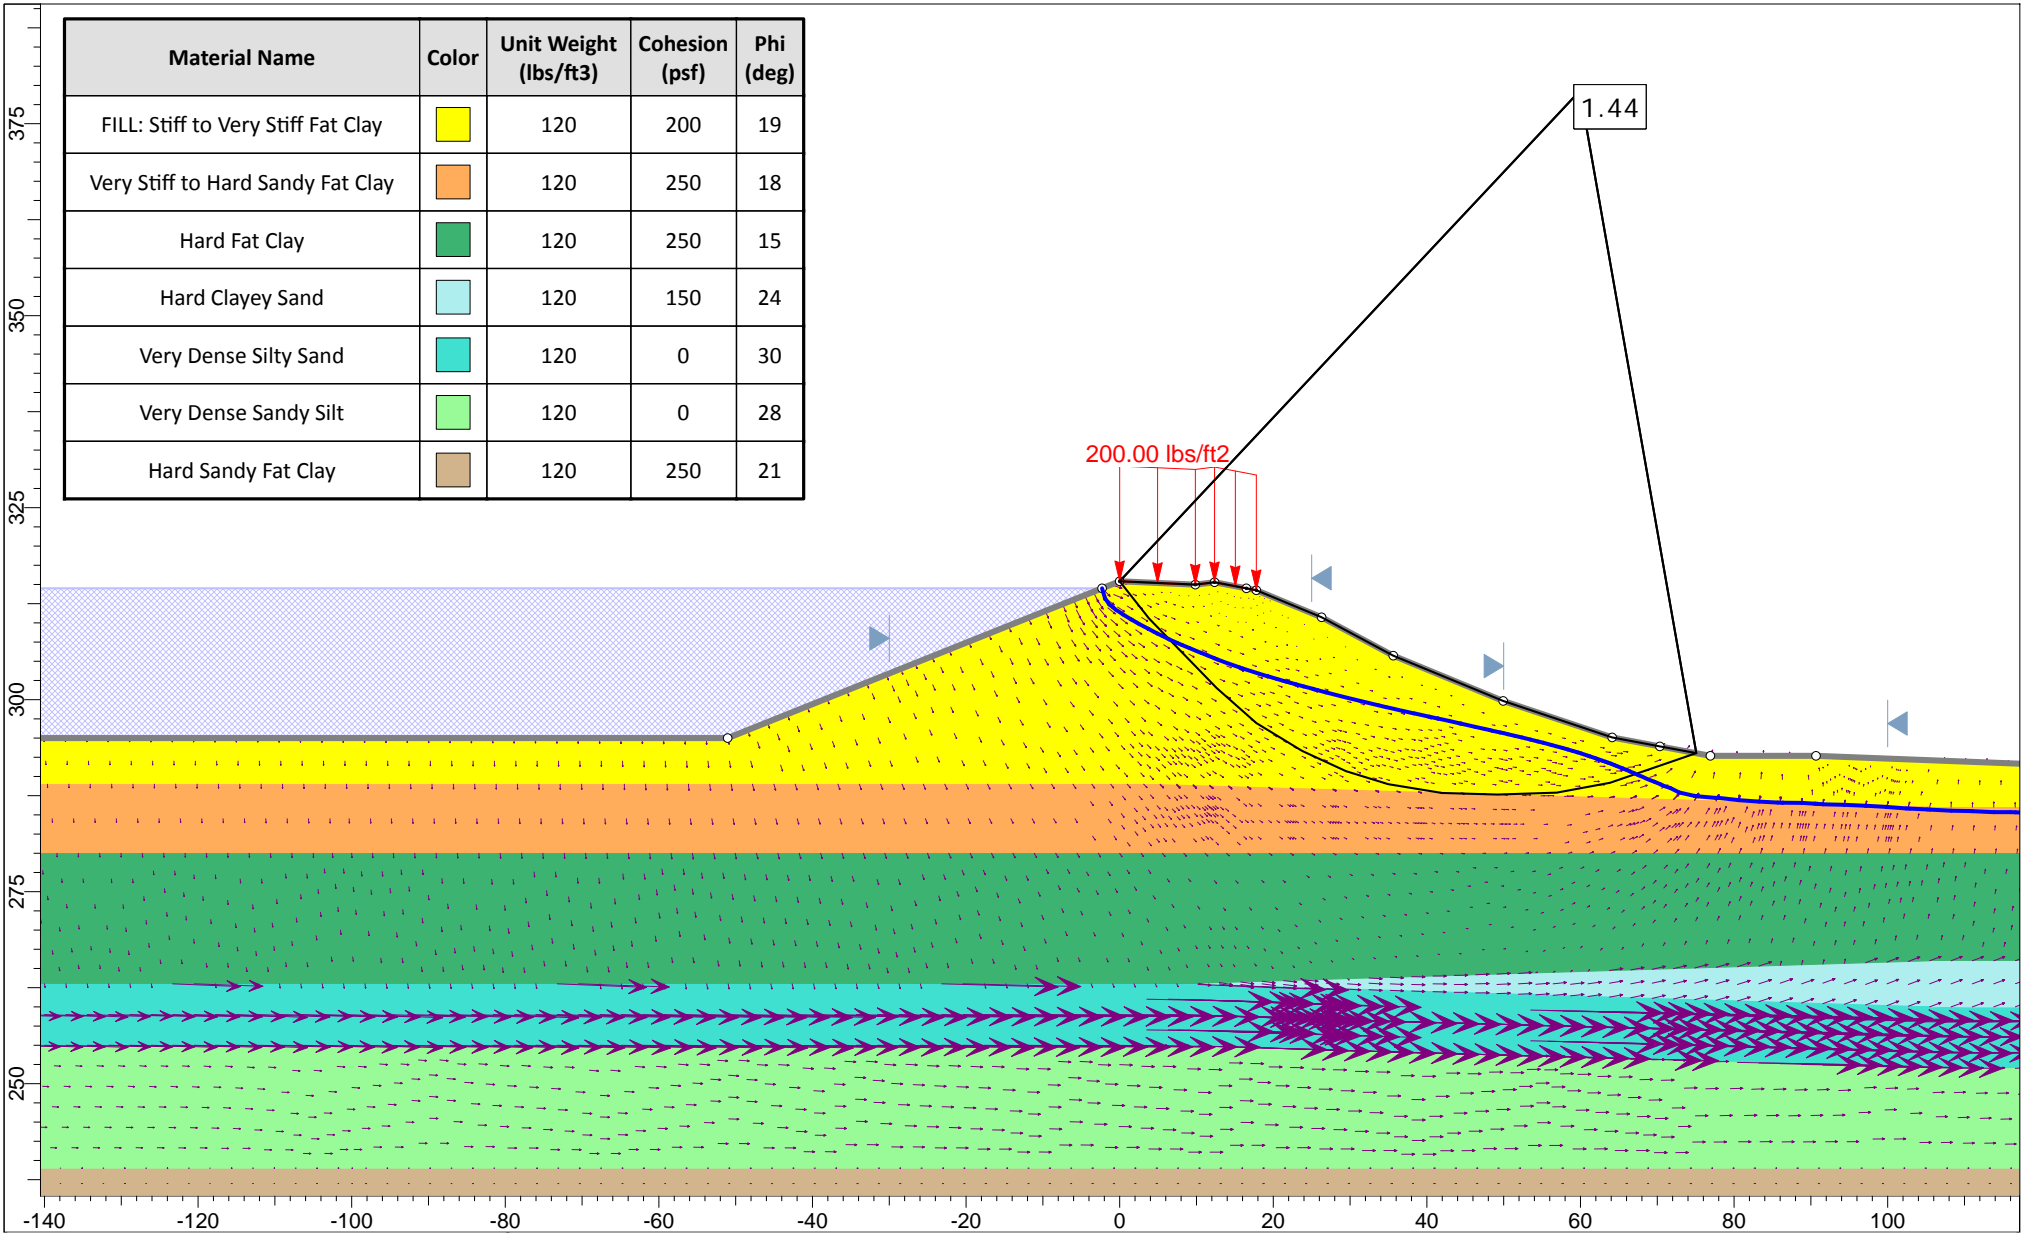 Material Name Color Unit Weight (lbs/ft3) Cohesion (psf) Phi (deg)
FILL: Stiff to Very Stiff Fat Clay 120 200 19
Very Stiff to Hard Sandy Fat Clay 120 250 18
Hard Fat Clay 120 250 15
Hard Clayey Sand 120 150 24
Very Dense Silty Sand 120 0 30
Very Dense Sandy Silt 120 0 28
Hard Sandy Fat Clay 120 250 21
1.44
200.00 lbs/ft2
375
350
325
300
275
250
-140 -120 -100 -80 -60 -40 -20 0 20 40 60 80 100